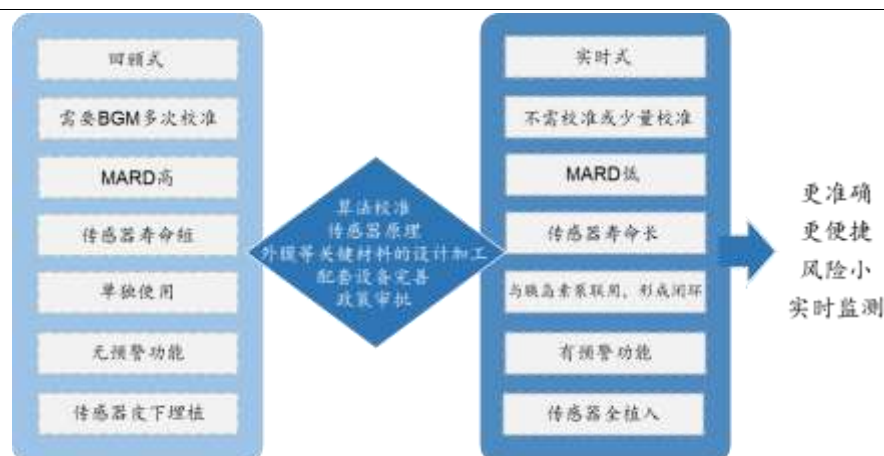 回顾式
需要BGM多次校准
MARD高
传感器寿命短
单独使用
无预警功能
传感器皮下埋植
算法校准
传感器原理
外膜等关键材料的设计加工
配套设备完善
政策审批
实时式
不需校准或少量校准
MARD低
传感器寿命长
与胰岛素泵联用，形成闭环
有预警功能
传感器全植入
更准确
更便捷
风险小
实时监测